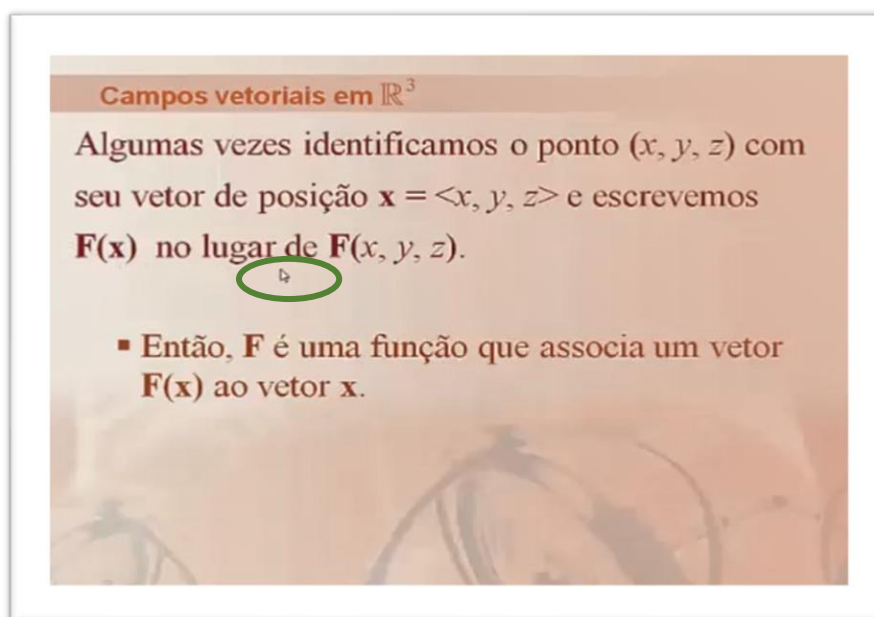 Campos vetoriais em ℝ³
Algumas vezes identificamos o ponto (x, y, z) com
seu vetor de posição x = <x, y, z> e escrevemos
F(x) no lugar de F(x, y, z).
▪ Então, F é uma função que associa um vetor
F(x) ao vetor x.